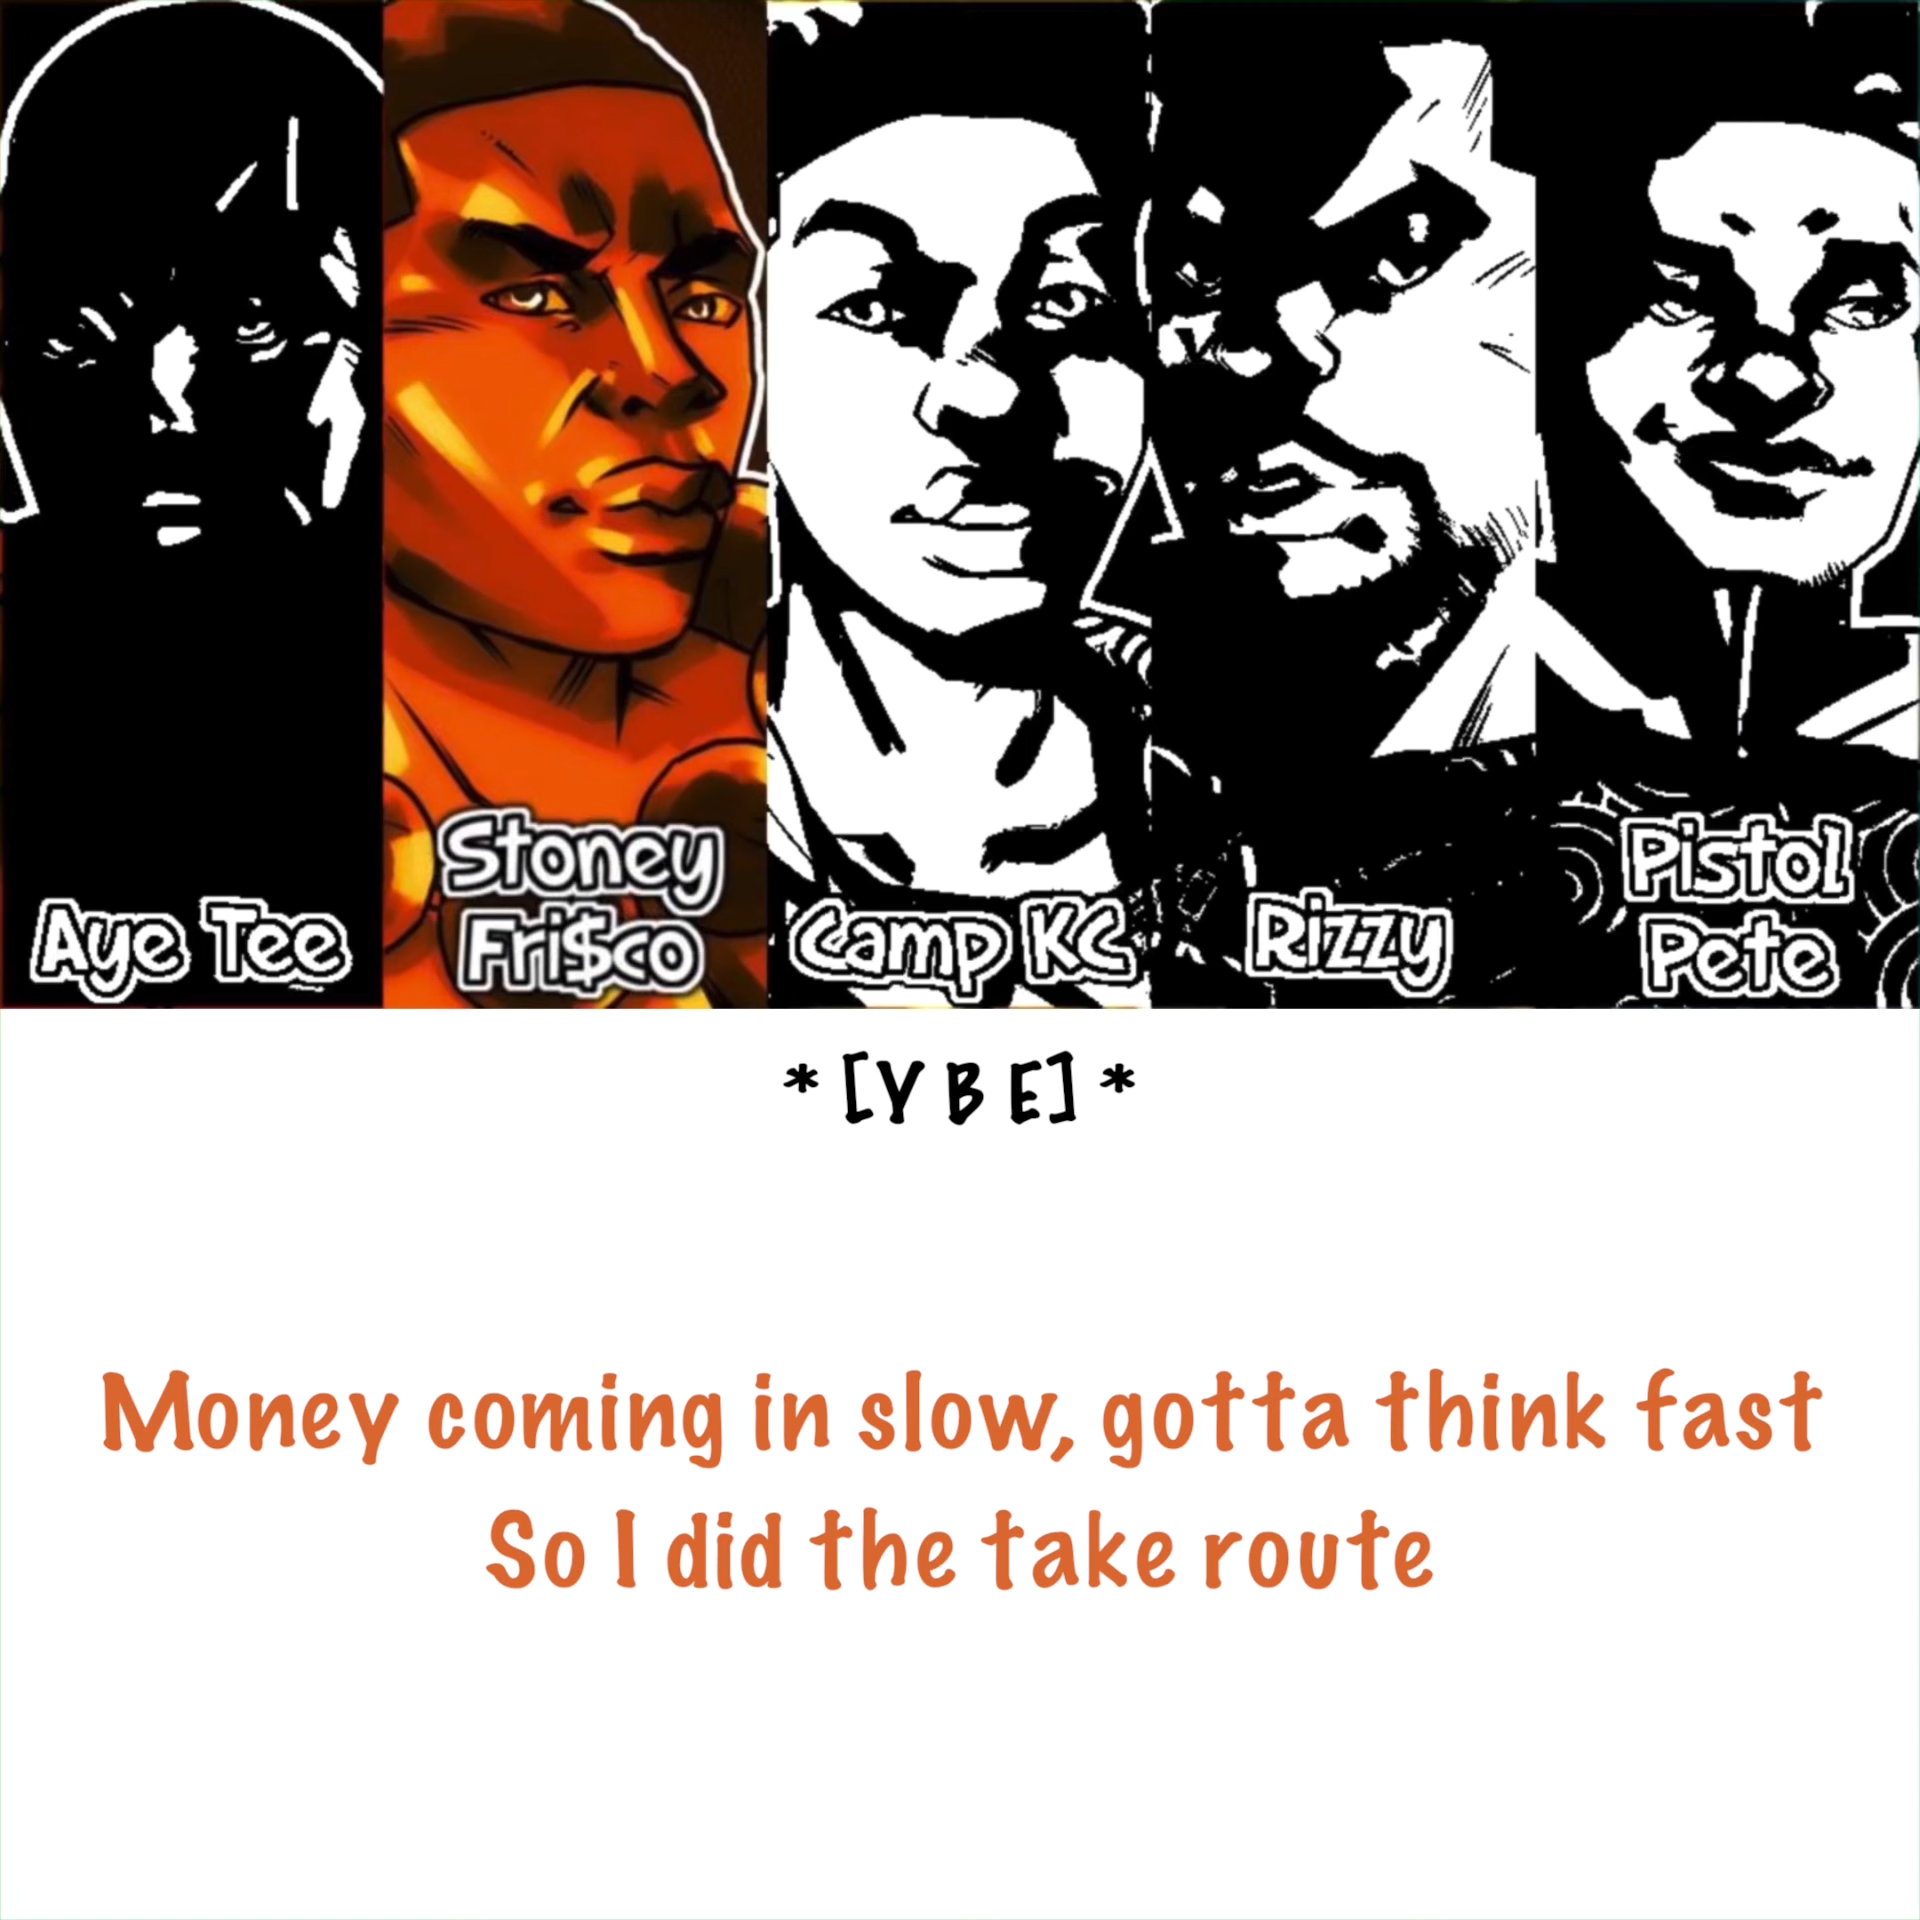 Aye Tee
Stoney
Fri$co
Camp KC
Rizzy
Pistol
Pete
*[Y B E]*
Money coming in slow, gotta think fast
So I did the take route